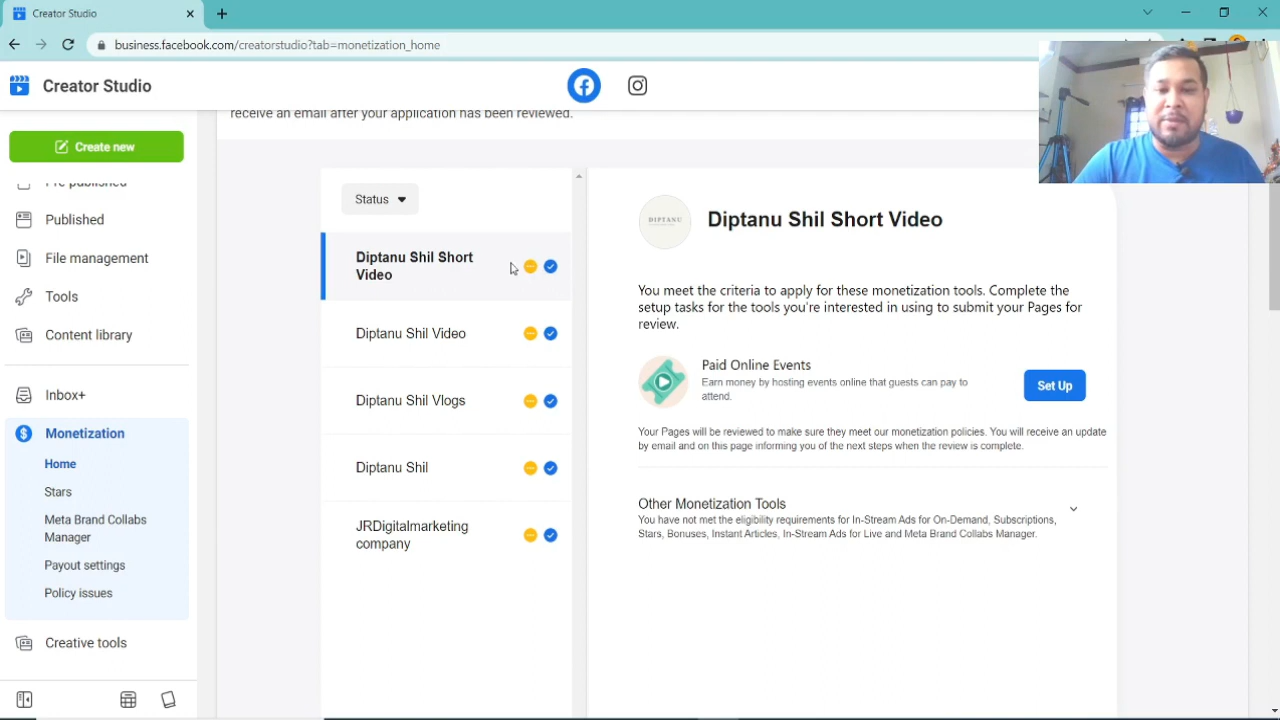 Creator Studio
business.facebook.com/creatorstudio?tab=monetization_home
Creator Studio
Create new
Pre published
Published
File management
Tools
Content library
Inbox+
Monetization
Home
Stars
Meta Brand Collabs
Manager
Payout settings
Policy issues
Creative tools
receive an email after your application has been reviewed.
Status
Diptanu Shil Short
Video
Diptanu Shil Video
Diptanu Shil Vlogs
Diptanu Shil
JRDigitalmarketing
company
DIPTANU
Diptanu Shil Short Video
You meet the criteria to apply for these monetization tools. Complete the
setup tasks for the tools you're interested in using to submit your Pages for
review.
Paid Online Events
Earn money by hosting events online that guests can pay to
attend.
Set Up
Your Pages will be reviewed to make sure they meet our monetization policies. You will receive an update
by email and on this page informing you of the next steps when the review is complete.
Other Monetization Tools
You have not met the eligibility requirements for In-Stream Ads for On-Demand, Subscriptions,
Stars, Bonuses, Instant Articles, In-Stream Ads for Live and Meta Brand Collabs Manager.